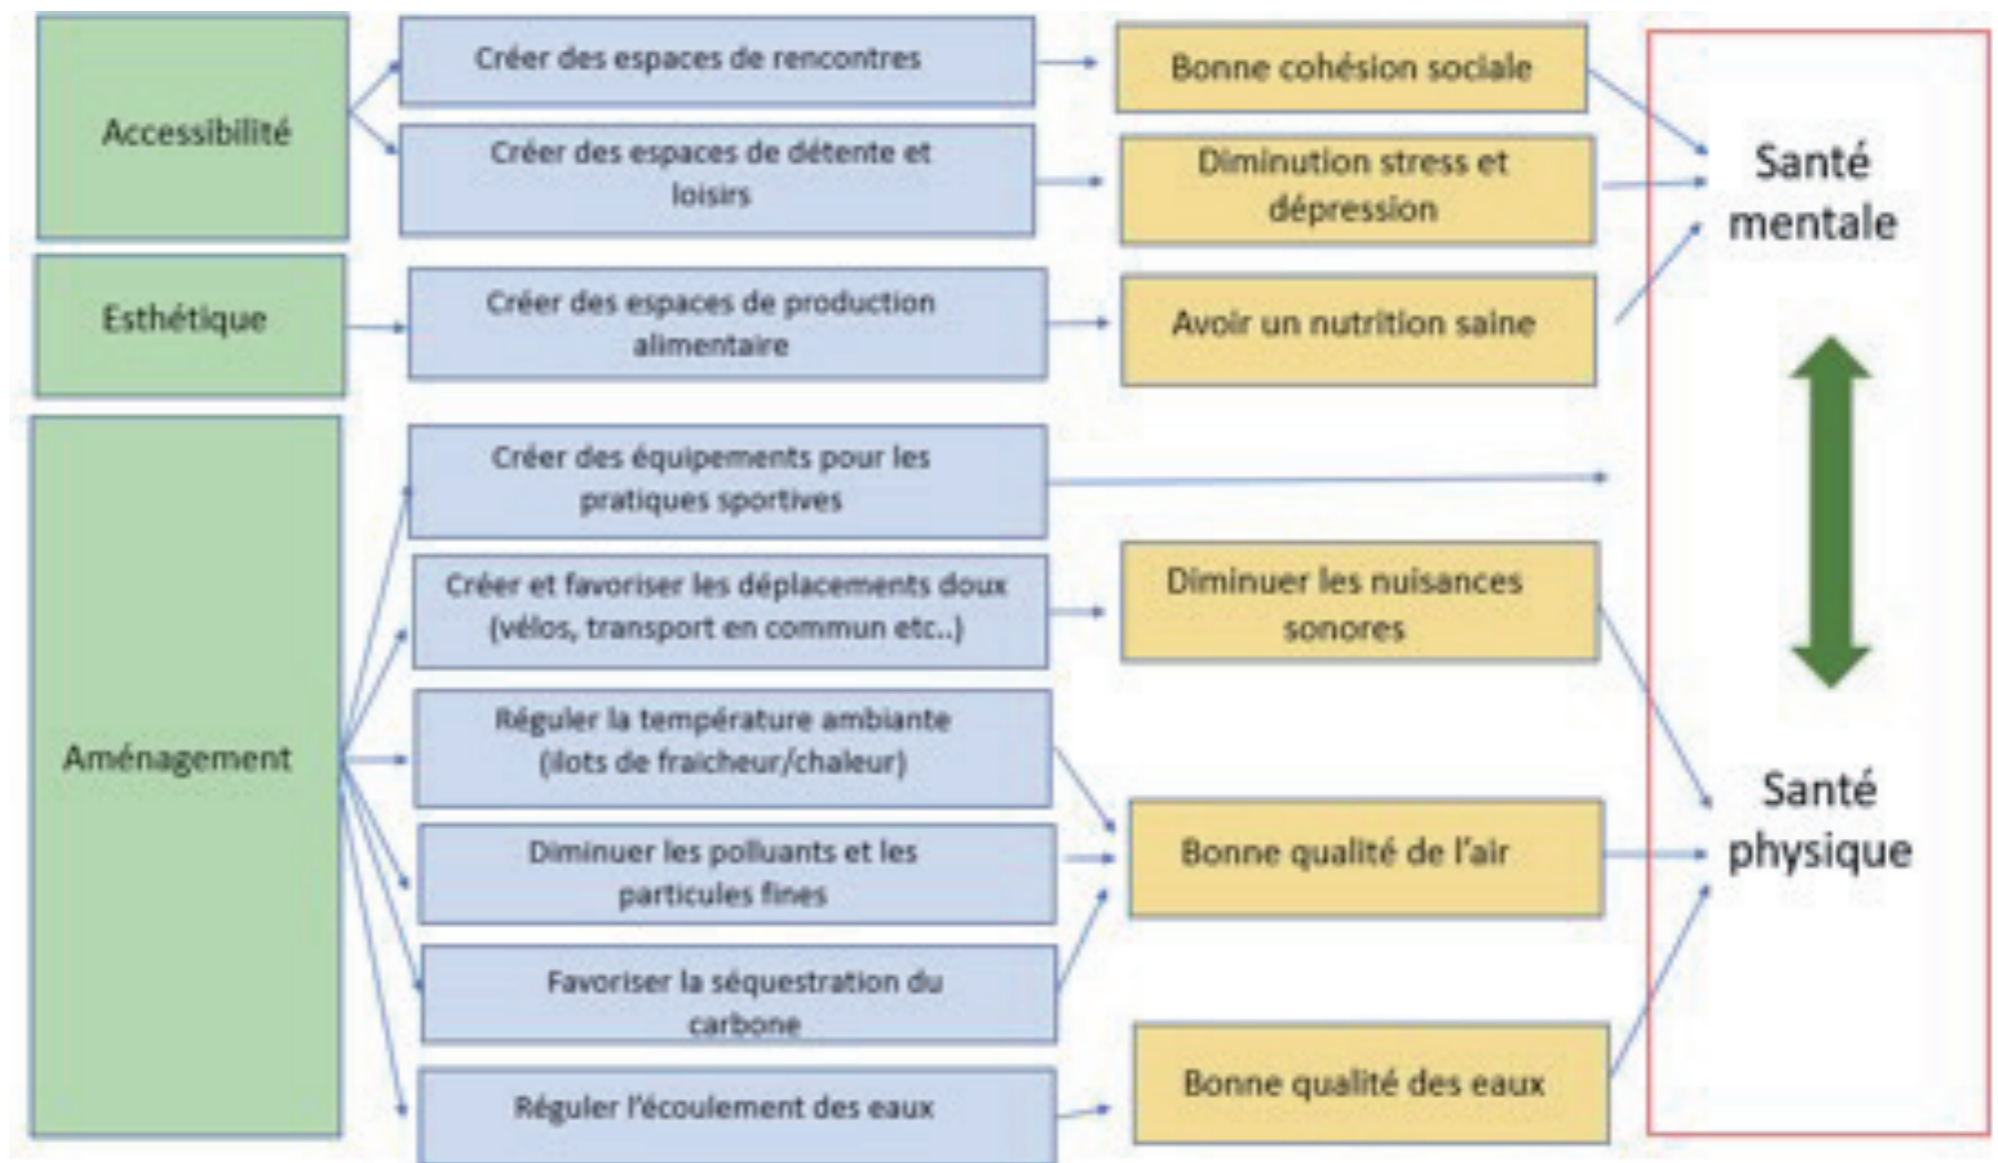 Accessibilité
Créer des espaces de rencontres
Bonne cohésion sociale
Créer des espaces de détente et
loisirs
Diminution stress et
dépression
Santé
mentale
Esthétique
Créer des espaces de production
alimentaire
Avoir un nutrition saine
Aménagement
Créer des équipements pour les
pratiques sportives
Créer et favoriser les déplacements doux
(vélos, transport en commun etc..)
Diminuer les nuisances
sonores
Réguler la température ambiante
(ilots de fraicheur/chaleur)
Diminuer les polluants et les
particules fines
Bonne qualité de l'air
Santé
physique
Favoriser la séquestration du
carbone
Réguler l'écoulement des eaux
Bonne qualité des eaux